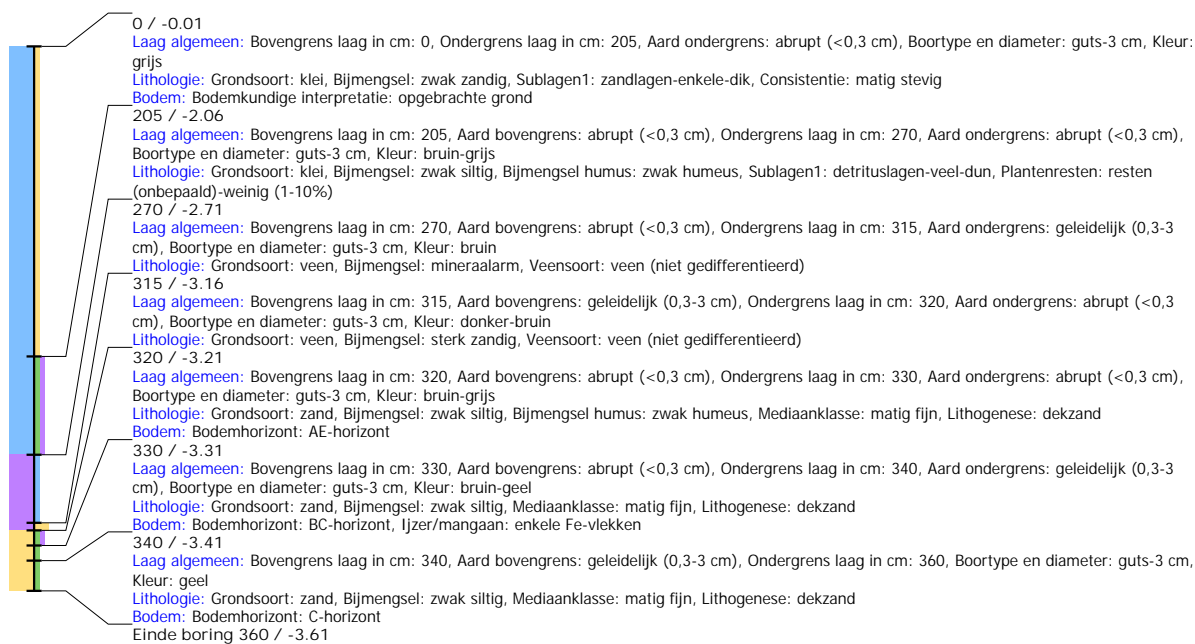 0 / -0.01
Laag algemeen: Bovengrens laag in cm: 0, Ondergrens laag in cm: 205, Aard ondergrens: abrupt (<0,3 cm), Boortype en diameter: guts-3 cm, Kleur:
grijs
Lithologie: Grondsoort: klei, Bijmengsel: zwak zandig, Sublagen1: zandlagen-enkele-dik, Consistentie: matig stevig
Bodem: Bodemkundige interpretatie: opgebrachte grond
205 / -2.06
Laag algemeen: Bovengrens laag in cm: 205, Aard bovengrens: abrupt (<0,3 cm), Ondergrens laag in cm: 270, Aard ondergrens: abrupt (<0,3 cm),
Boortype en diameter: guts-3 cm, Kleur: bruin-grijs
Lithologie: Grondsoort: klei, Bijmengsel: zwak siltig, Bijmengsel humus: zwak humeus, Sublagen1: detrituslagen-veel-dun, Plantenresten: resten
(onbepaald)-weinig (1-10%)
270 / -2.71
Laag algemeen: Bovengrens laag in cm: 270, Aard bovengrens: abrupt (<0,3 cm), Ondergrens laag in cm: 315, Aard ondergrens: geleidelijk (0,3-3
cm), Boortype en diameter: guts-3 cm, Kleur: bruin
Lithologie: Grondsoort: veen, Bijmengsel: mineraalarm, Veensoort: veen (niet gedifferentieerd)
315 / -3.16
Laag algemeen: Bovengrens laag in cm: 315, Aard bovengrens: geleidelijk (0,3-3 cm), Ondergrens laag in cm: 320, Aard ondergrens: abrupt (<0,3
cm), Boortype en diameter: guts-3 cm, Kleur: donker-bruin
Lithologie: Grondsoort: veen, Bijmengsel: sterk zandig, Veensoort: veen (niet gedifferentieerd)
320 / -3.21
Laag algemeen: Bovengrens laag in cm: 320, Aard bovengrens: abrupt (<0,3 cm), Ondergrens laag in cm: 330, Aard ondergrens: abrupt (<0,3 cm),
Boortype en diameter: guts-3 cm, Kleur: bruin-grijs
Lithologie: Grondsoort: zand, Bijmengsel: zwak siltig, Bijmengsel humus: zwak humeus, Mediaanklasse: matig fijn, Lithogenese: dekzand
Bodem: Bodemhorizont: AE-horizont
330 / -3.31
Laag algemeen: Bovengrens laag in cm: 330, Aard bovengrens: abrupt (<0,3 cm), Ondergrens laag in cm: 340, Aard ondergrens: geleidelijk (0,3-3
cm), Boortype en diameter: guts-3 cm, Kleur: bruin-geel
Lithologie: Grondsoort: zand, Bijmengsel: zwak siltig, Mediaanklasse: matig fijn, Lithogenese: dekzand
Bodem: Bodemhorizont: BC-horizont, Ijzer/mangaan: enkele Fe-vlekken
340 / -3.41
Laag algemeen: Bovengrens laag in cm: 340, Aard bovengrens: geleidelijk (0,3-3 cm), Ondergrens laag in cm: 360, Boortype en diameter: guts-3 cm,
Kleur: geel
Lithologie: Grondsoort: zand, Bijmengsel: zwak siltig, Mediaanklasse: matig fijn, Lithogenese: dekzand
Bodem: Bodemhorizont: C-horizont
Einde boring 360 / -3.61